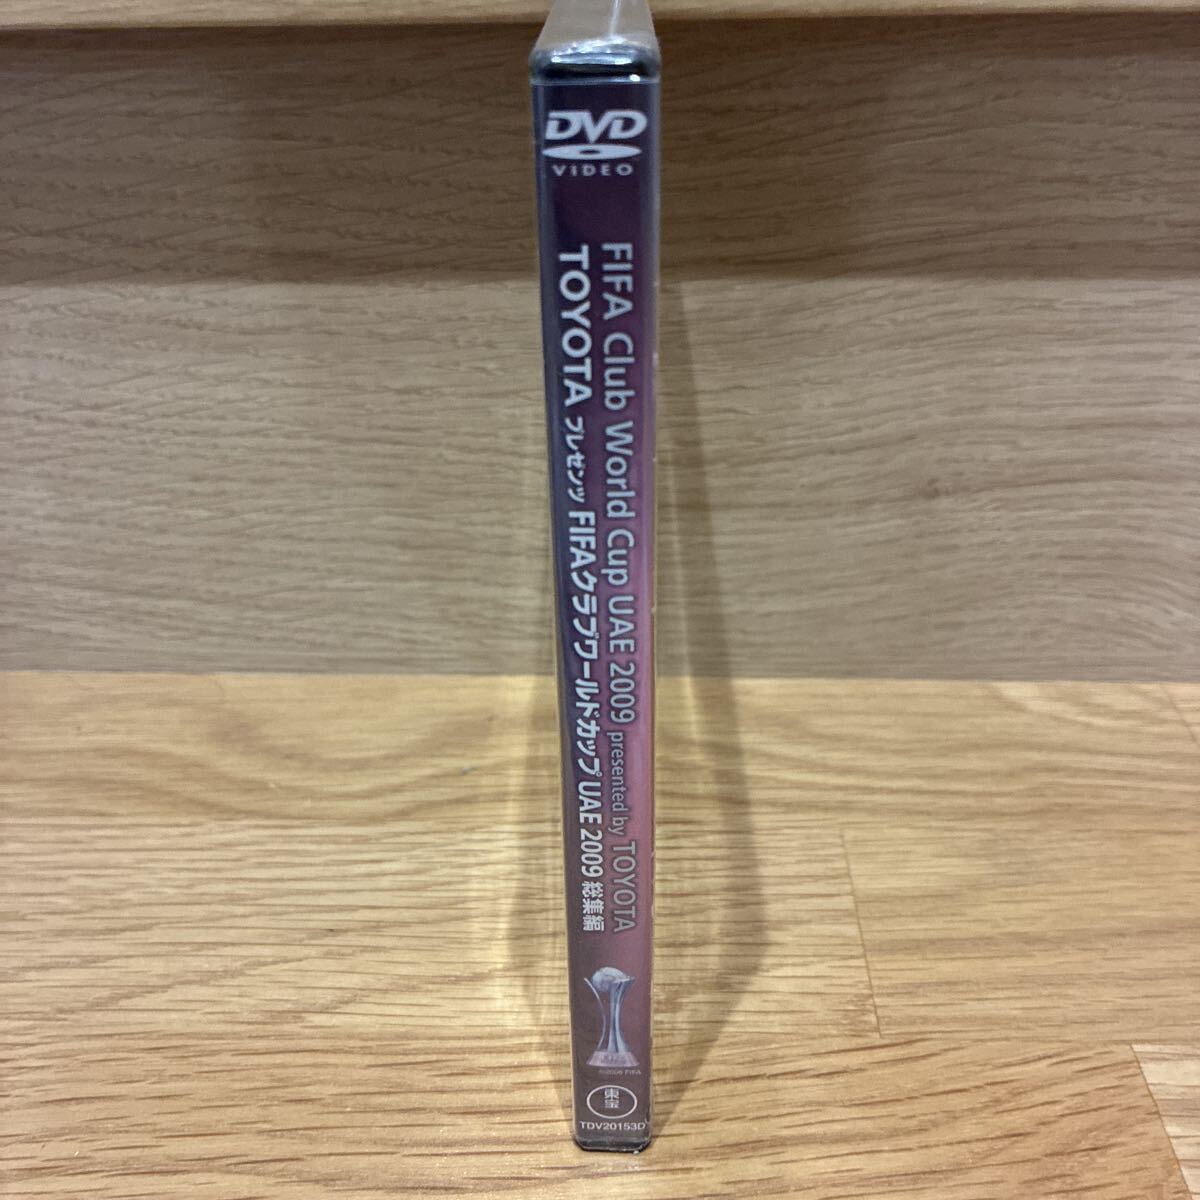 DVD
VIDEO
FIFA Club World Cup UAE 2009 presented by TOYOTA
TOYOTA プレゼンツ FIFAクラブワールドカップ UAE 2009 総集編
©2006 FIFA
東宝
TDV20153D